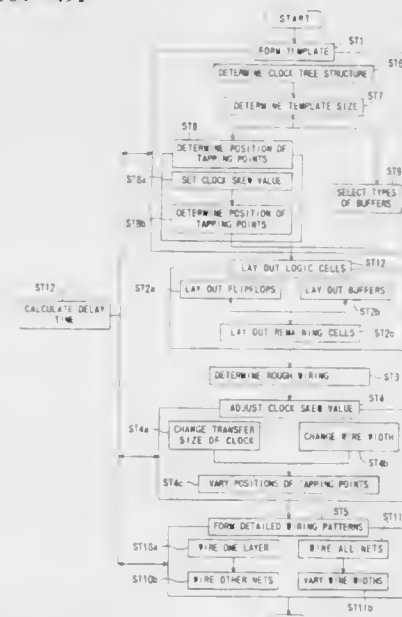 START
ST1
FORM TEMPLATE
ST6
DETERMINE CLOCK TREE STRUCTURE
ST7
DETERMINE TEMPLATE SIZE
ST8
DETERMINE POSITION OF
TAPPING POINTS
ST9
ST8a
SET CLOCK SKEW VALUE
SELECT TYPES
OF BUFFERS
DETERMINE POSITION OF
TAPPING POINTS
LAY OUT LOGIC CELLS
ST12
ST12
ST2a
LAY OUT FLIPFLOPS
LAY OUT BUFFERS
CALCULATE DELAY
TIME
ST2b
LAY OUT REMAINING CELLS
ST2c
DETERMINE ROUGH WIRING
ST3
ST4
ADJUST CLOCK SKEW VALUE
ST4a
CHANGE TRANSFER
SIZE OF CLOCK
CHANGE WIRE WIDTH
ST4b
ST4c
VARY POSITIONS OF TAPPING POINTS
ST5
FORM DETAILED WIRING PATTERNS
WIRE ONE LAYER
WIRE ALL NETS
ST10b
WIRE OTHER NETS
VARY WIRE WIDTHS
ST11b